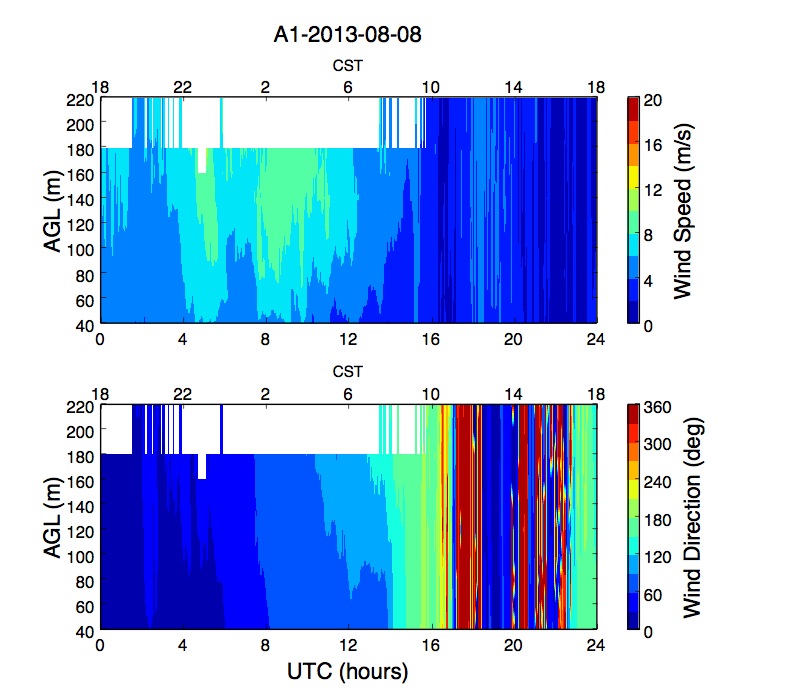 A1-2013-08-08
CST
18 22 2 6 10 14 18
220
200
180
160
140
120
100
80
60
40
AGL (m)
0 4 8 12 16 20 24
20
16
12
8
4
0
Wind Speed (m/s)
CST
18 22 2 6 10 14 18
220
200
180
160
140
120
100
80
60
40
AGL (m)
0 4 8 12 16 20 24
UTC (hours)
360
300
240
180
120
60
0
Wind Direction (deg)